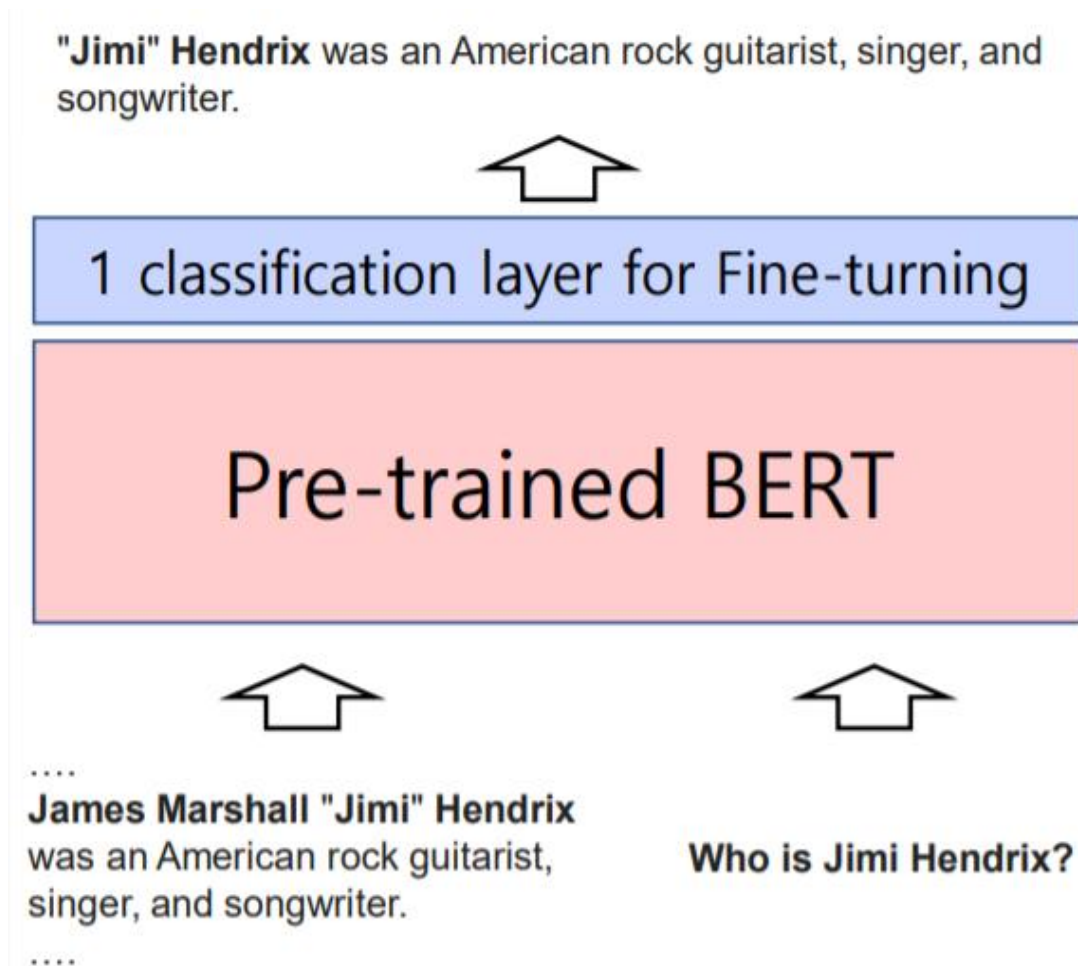 "Jimi" Hendrix was an American rock guitarist, singer, and
songwriter.
1 classification layer for Fine-turning
Pre-trained BERT
....
James Marshall "Jimi" Hendrix
was an American rock guitarist,
singer, and songwriter.
....
Who is Jimi Hendrix?